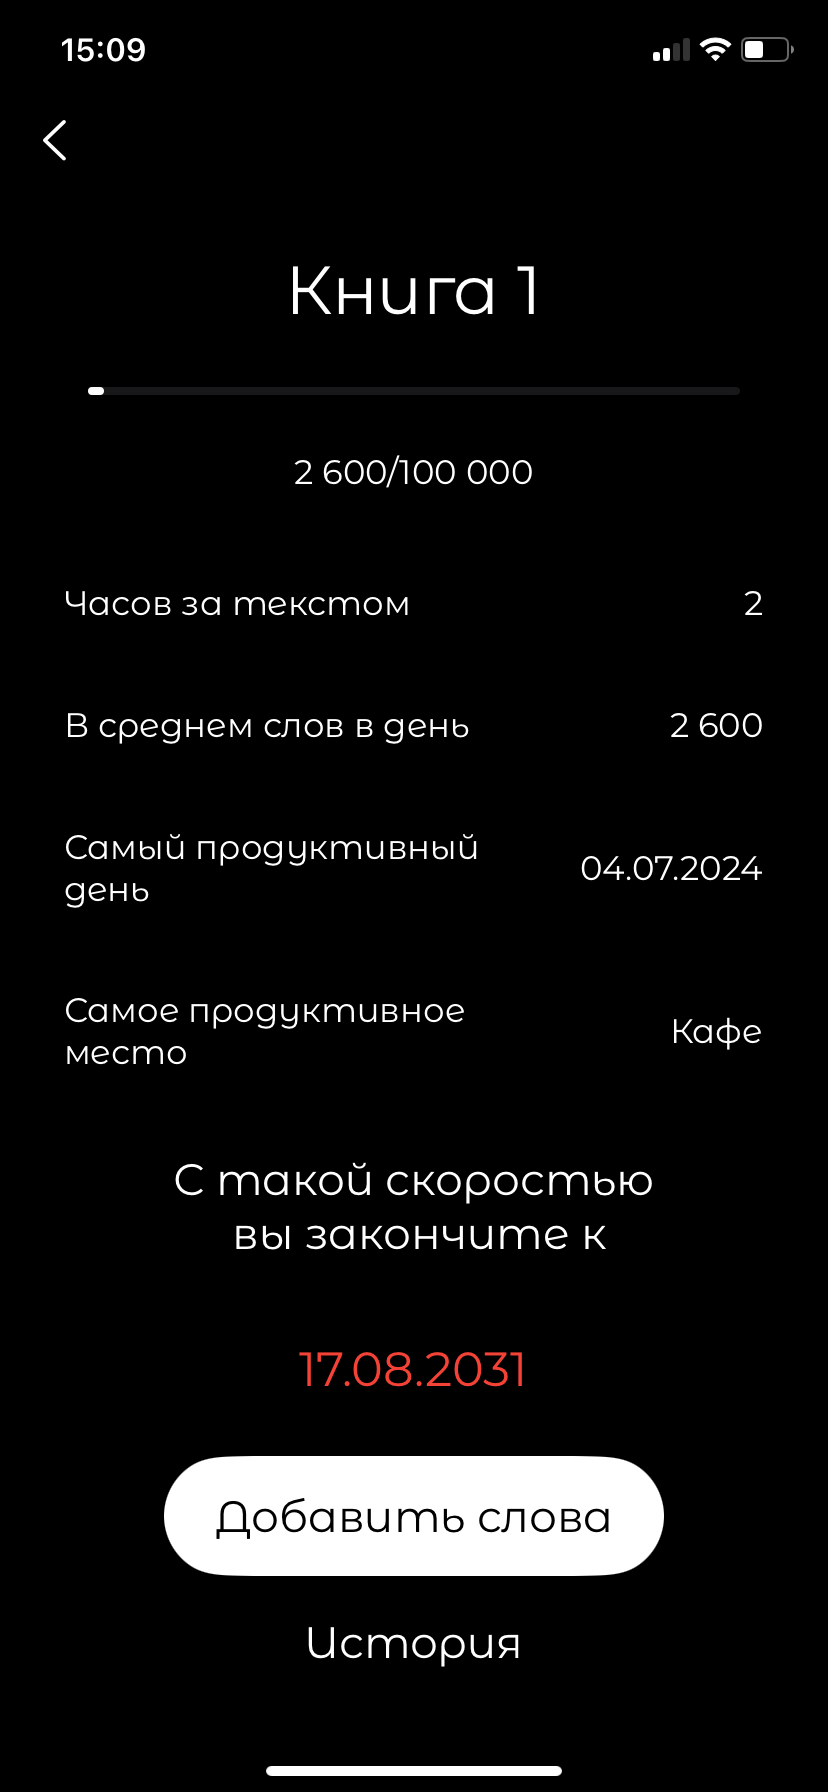 15:09
Книга 1
2 600/100 000
Часов за текстом 2
В среднем слов в день 2 600
Самый продуктивный
день 04.07.2024
Самое продуктивное
место Кафе
С такой скоростью
вы закончите к
17.08.2031
Добавить слова
История